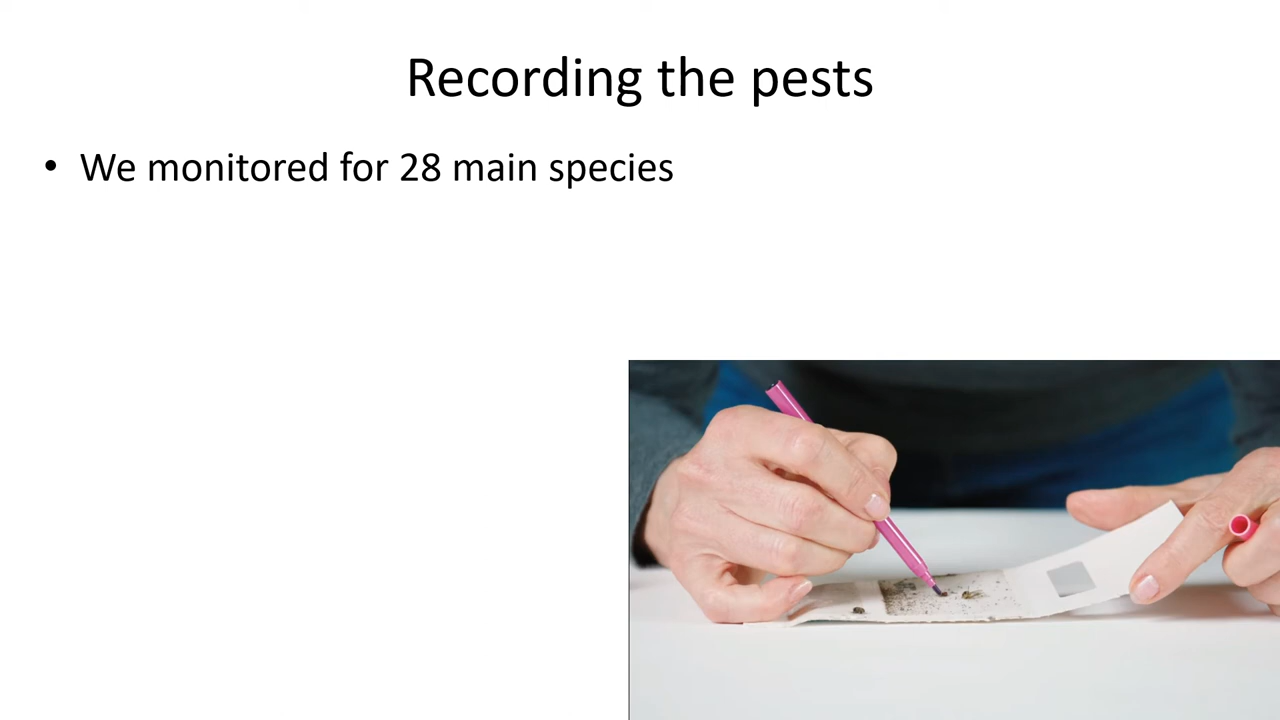 Recording the pests
• We monitored for 28 main species